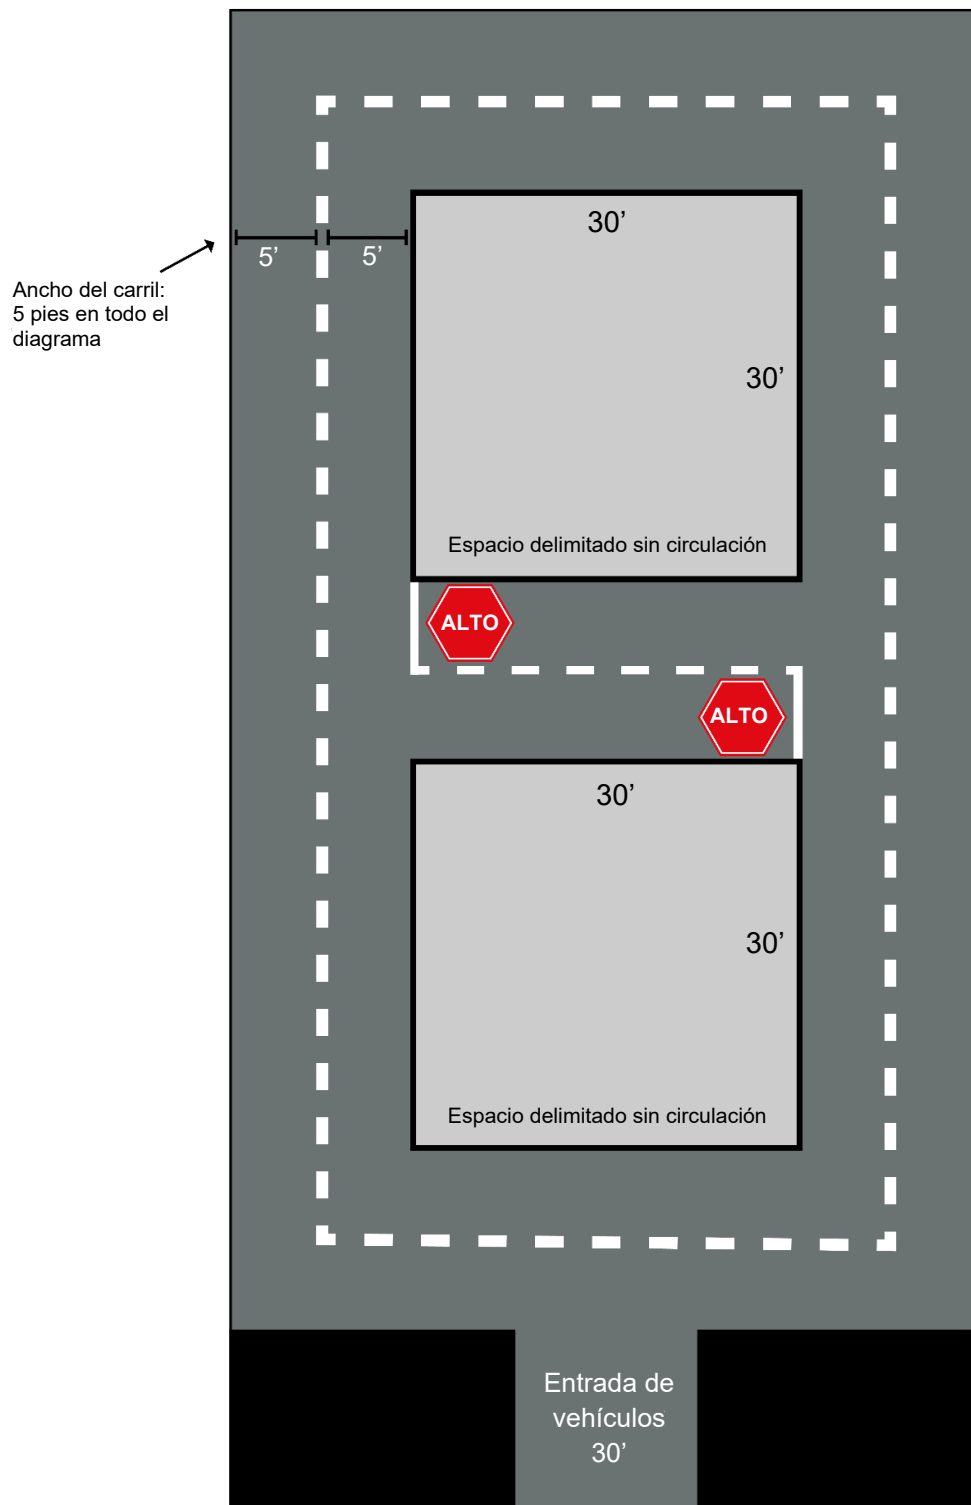 30’
5’
5’
Ancho del carril:
5 pies en todo el
diagrama
30’
Espacio delimitado sin circulación
ALTO
ALTO
30’
30’
Espacio delimitado sin circulación
Entrada de
vehículos
30’